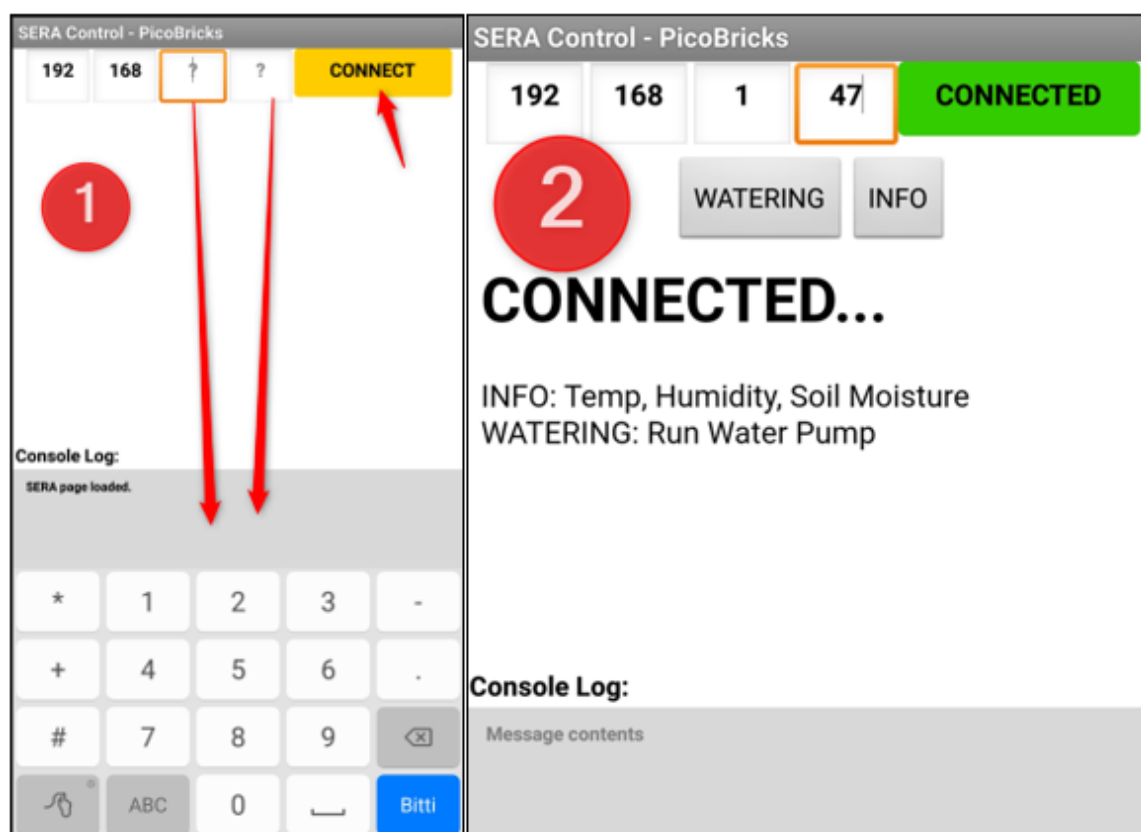 SERA Control - PicoBricks
192 168 ? ? CONNECT
1
Console Log:
SERA page loaded.
* 1 2 3 -
+ 4 5 6 .
# 7 8 9
ABC 0 Bitti
SERA Control - PicoBricks
192 168 1 47 CONNECTED
2
WATERING INFO
CONNECTED...
INFO: Temp, Humidity, Soil Moisture
WATERING: Run Water Pump
Console Log:
Message contents